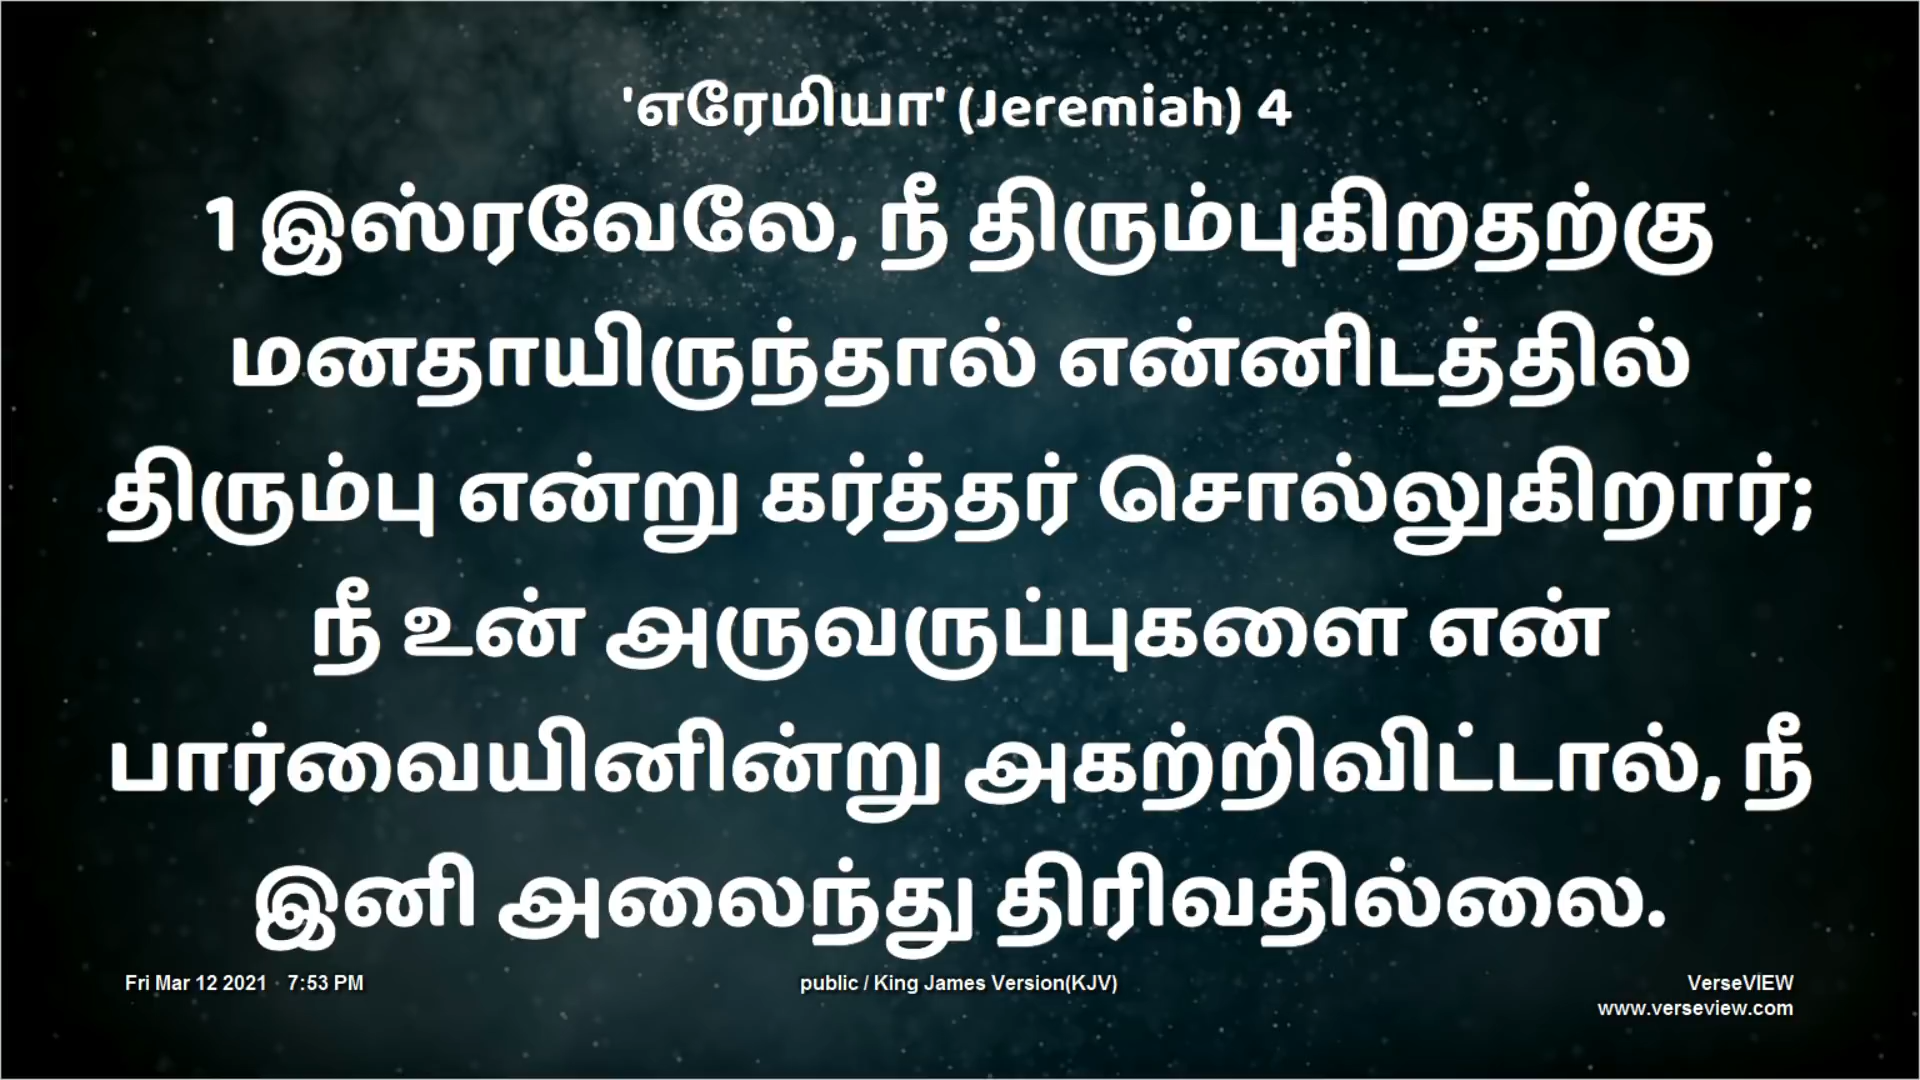 'எரேமியா' (Jeremiah) 4
1 இஸ்ரவேலே, நீ திரும்புகிறதற்கு
மனதாயிருந்தால் என்னிடத்தில்
திரும்பு என்று கர்த்தர் சொல்லுகிறார்;
நீ உன் அருவருப்புகளை என்
பார்வையினின்று அகற்றிவிட்டால், நீ
இனி அலைந்து திரிவதில்லை.
Fri Mar 12 2021 · 7:53 PM
public / King James Version(KJV)
VerseVIEW
www.verseview.com